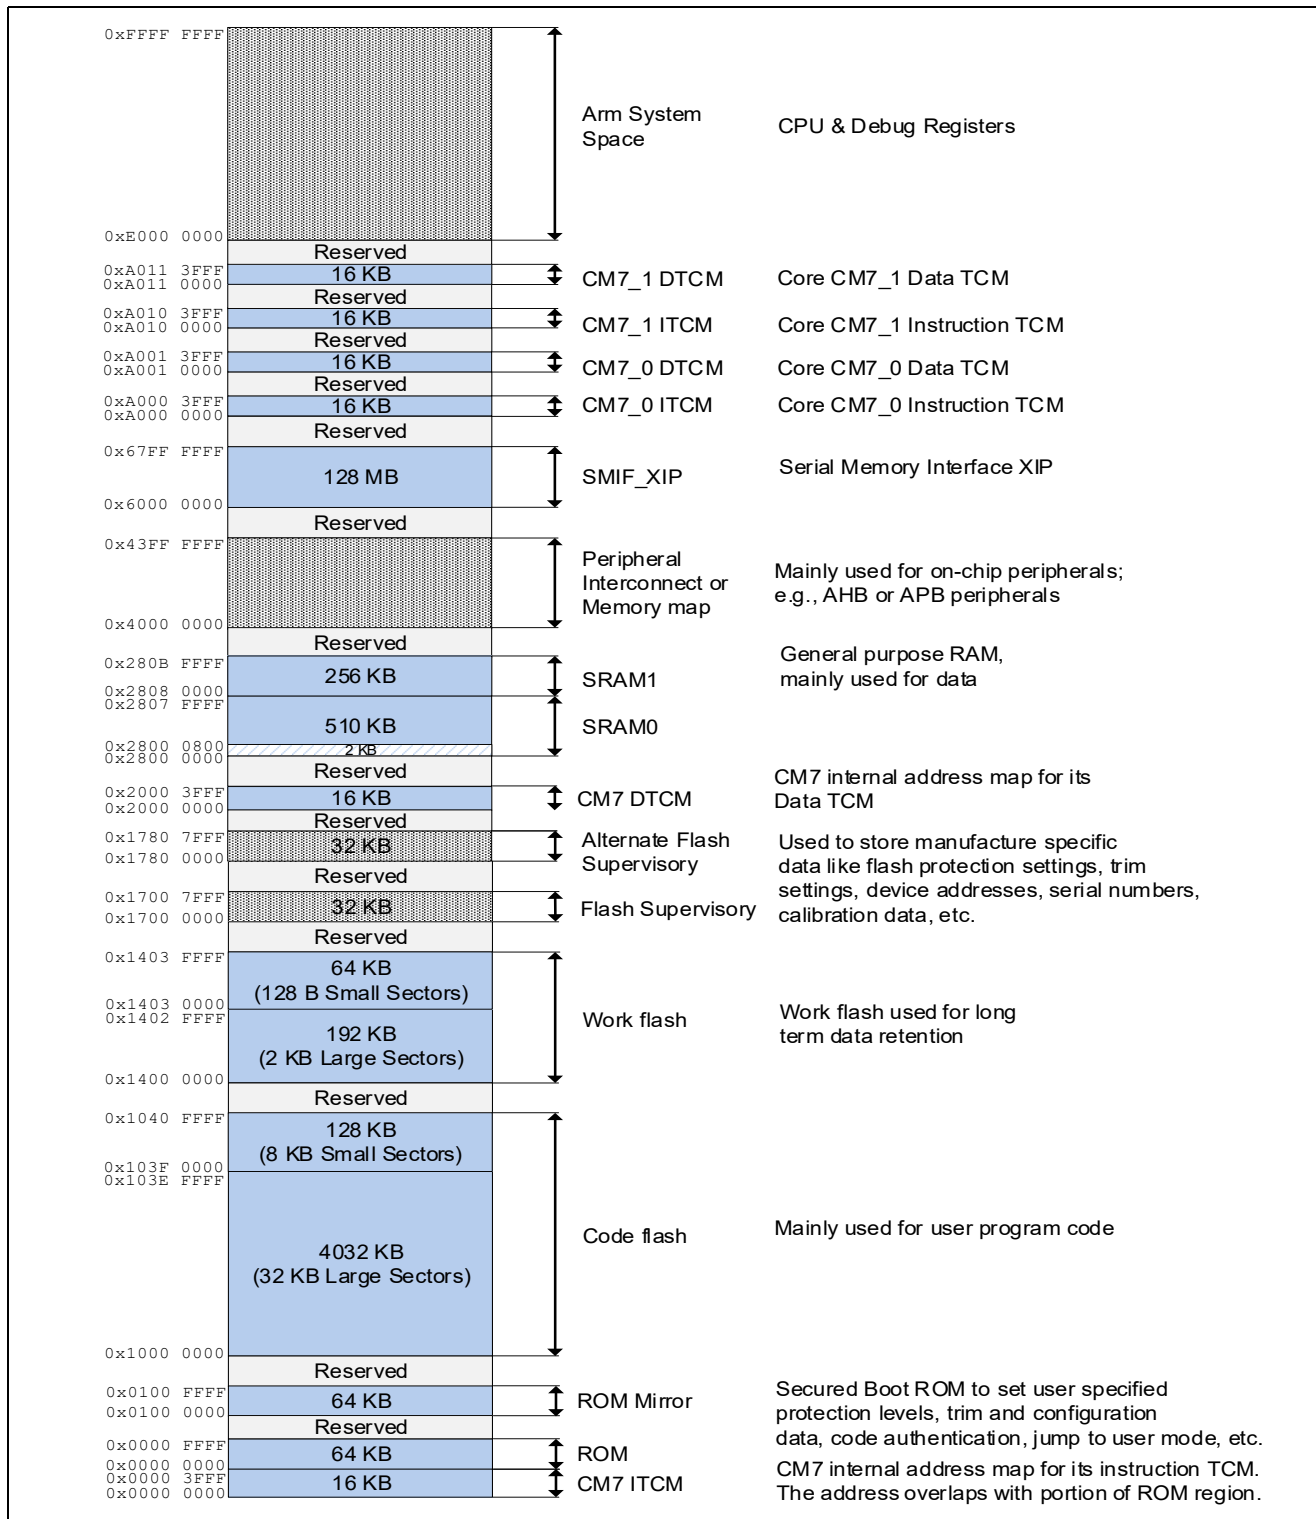 0xFFFF FFFF
Arm System
Space
CPU & Debug Registers
0xE000 0000
Reserved
0xA011 3FFF
16 KB
0xA011 0000
CM7_1 DTCM
Core CM7_1 Data TCM
Reserved
0xA010 3FFF
16 KB
0xA010 0000
CM7_1 ITCM
Core CM7_1 Instruction TCM
Reserved
0xA001 3FFF
16 KB
0xA001 0000
CM7_0 DTCM
Core CM7_0 Data TCM
Reserved
0xA000 3FFF
16 KB
0xA000 0000
CM7_0 ITCM
Core CM7_0 Instruction TCM
Reserved
0x67FF FFFF
128 MB
SMIF_XIP
Serial Memory Interface XIP
0x6000 0000
Reserved
0x43FF FFFF
Peripheral
Interconnect or
Memory map
Mainly used for on-chip peripherals;
e.g., AHB or APB peripherals
0x4000 0000
Reserved
0x280B FFFF
256 KB
0x2808 0000
SRAM1
General purpose RAM,
mainly used for data
0x2807 FFFF
510 KB
SRAM0
0x2800 0800
2 KB
0x2800 0000
Reserved
0x2000 3FFF
16 KB
0x2000 0000
CM7 DTCM
CM7 internal address map for its
Data TCM
Reserved
0x1780 7FFF
32 KB
0x1780 0000
Alternate Flash
Supervisory
Used to store manufacture specific
data like flash protection settings, trim
settings, device addresses, serial numbers,
calibration data, etc.
Reserved
0x1700 7FFF
32 KB
0x1700 0000
Flash Supervisory
Reserved
0x1403 FFFF
64 KB
(128 B Small Sectors)
0x1403 0000
0x1402 FFFF
Work flash
Work flash used for long
term data retention
192 KB
(2 KB Large Sectors)
0x1400 0000
Reserved
0x1040 FFFF
128 KB
(8 KB Small Sectors)
0x103F 0000
0x103E FFFF
Code flash
Mainly used for user program code
4032 KB
(32 KB Large Sectors)
0x1000 0000
Reserved
0x0100 FFFF
64 KB
0x0100 0000
ROM Mirror
Secured Boot ROM to set user specified
protection levels, trim and configuration
data, code authentication, jump to user mode, etc.
Reserved
0x0000 FFFF
64 KB
0x0000 0000
ROM
0x0000 3FFF
16 KB
0x0000 0000
CM7 ITCM
CM7 internal address map for its instruction TCM.
The address overlaps with portion of ROM region.